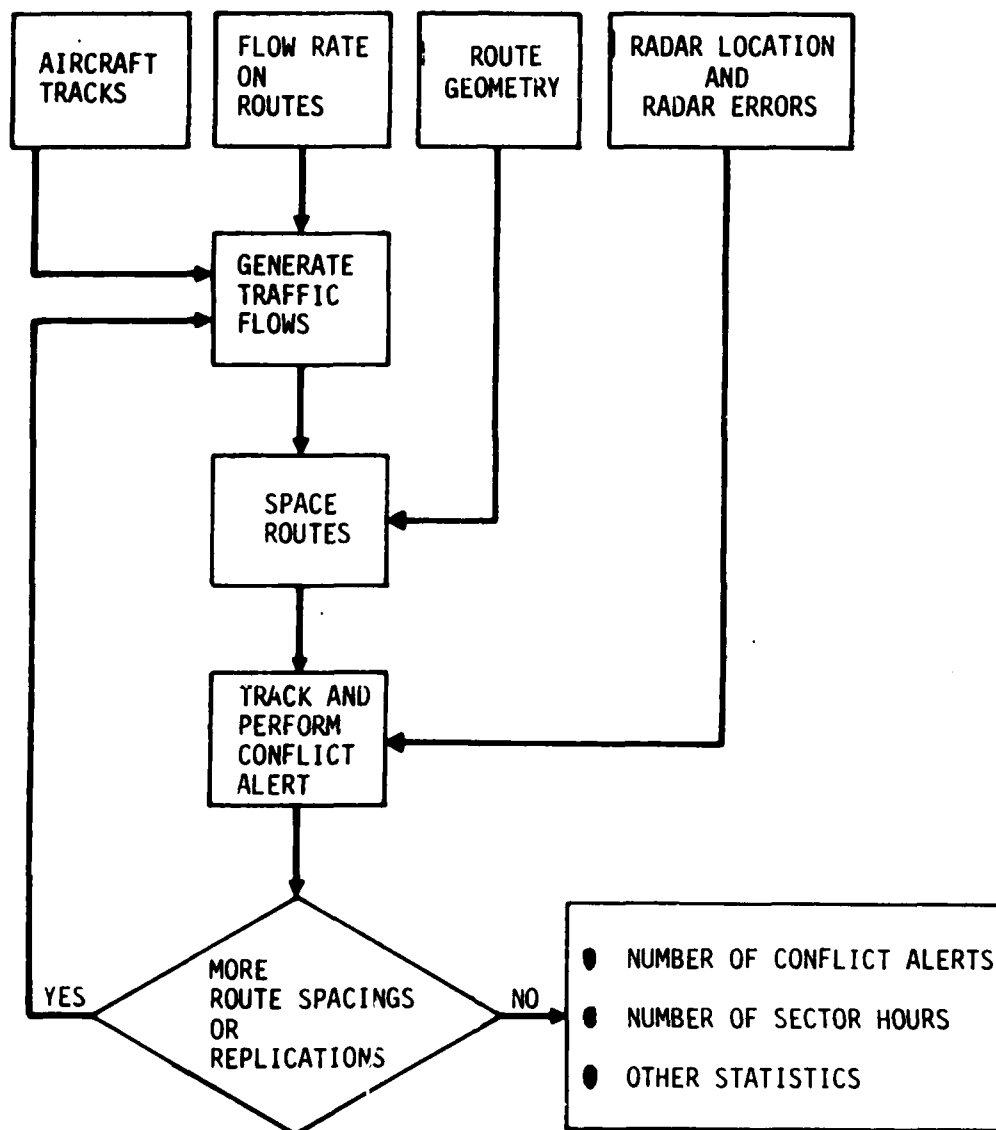 AIRCRAFT
TRACKS
FLOW RATE
ON
ROUTES
ROUTE
GEOMETRY
RADAR LOCATION
AND
RADAR ERRORS
GENERATE
TRAFFIC
FLOWS
SPACE
ROUTES
TRACK AND
PERFORM
CONFLICT
ALERT
MORE
ROUTE SPACINGS
OR
REPLICATIONS
YES
NO
● NUMBER OF CONFLICT ALERTS
● NUMBER OF SECTOR HOURS
● OTHER STATISTICS